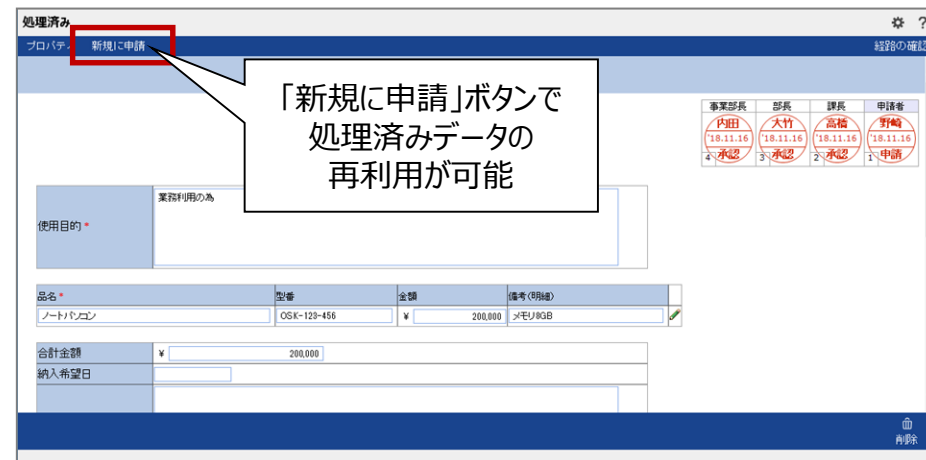 処理済み
?
プロパティ 新規に申請 経路の確認
「新規に申請」ボタンで
処理済みデータの
再利用が可能
事業部長 部長 課長 申請者
内田 大竹 高橋 野崎
'18.11.16 '18.11.16 '18.11.16 '18.11.16
4 承認 3 承認 2 承認 1 申請
使用目的 * 業務利用の為
品名 * 型番 金額 備考(明細)
ノートパソコン OSK-123-456 ¥ 200,000 メモリ8GB
合計金額 ¥ 200,000
納入希望日
削除